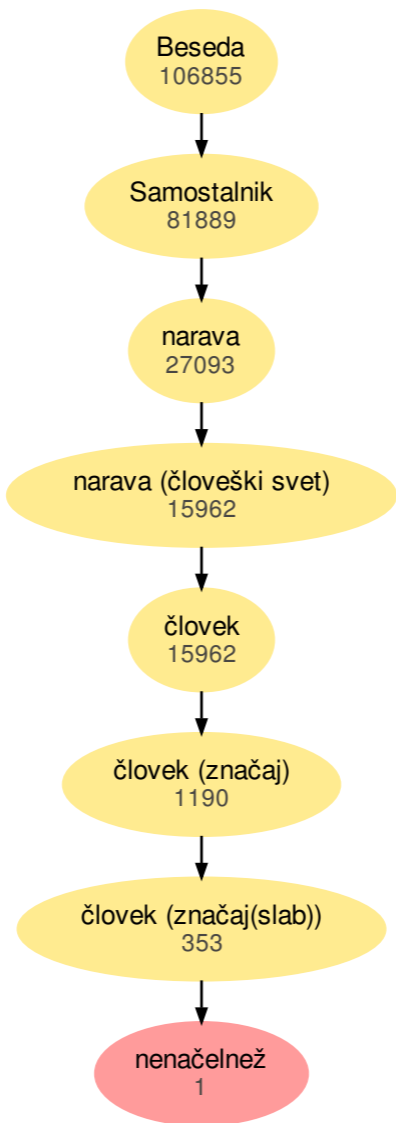 Beseda
106855
Samostalnik
81889
narava
27093
narava (človeški svet)
15962
človek
15962
človek (značaj)
1190
človek (značaj(slab))
353
nenačelnež
1